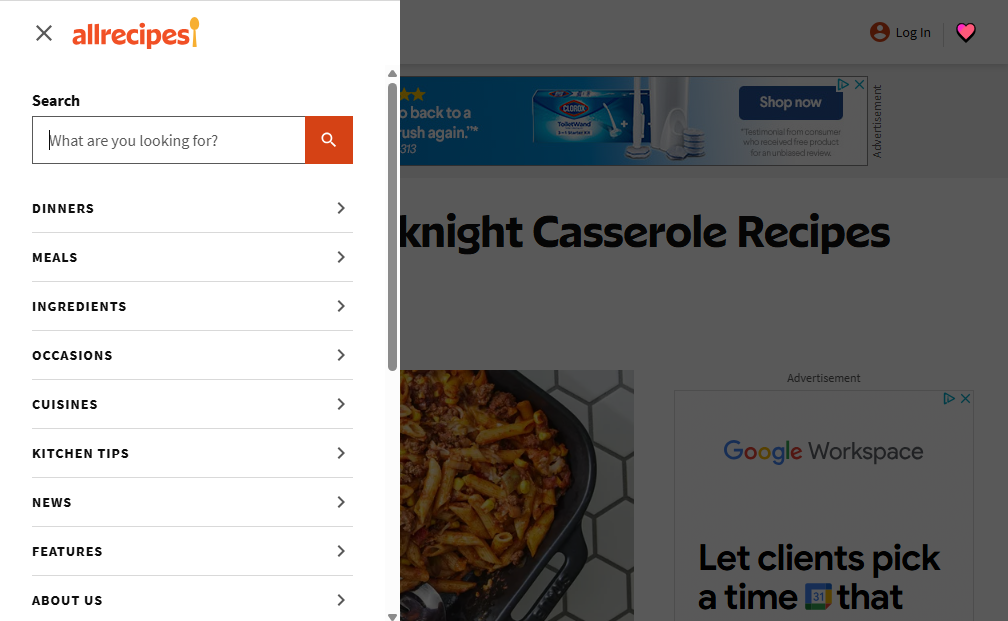 allrecipes
Log In
Search
What are you looking for?
DINNERS
MEALS
INGREDIENTS
OCCASIONS
CUISINES
KITCHEN TIPS
NEWS
FEATURES
ABOUT US
back to a
again.™*
313
CLOROX
ToiletWand
Shop now
*Testimonial from consumer
who received free product
for an unbiased review.
Advertisement
knight Casserole Recipes
Advertisement
Google Workspace
Let clients pick
a time 31 that